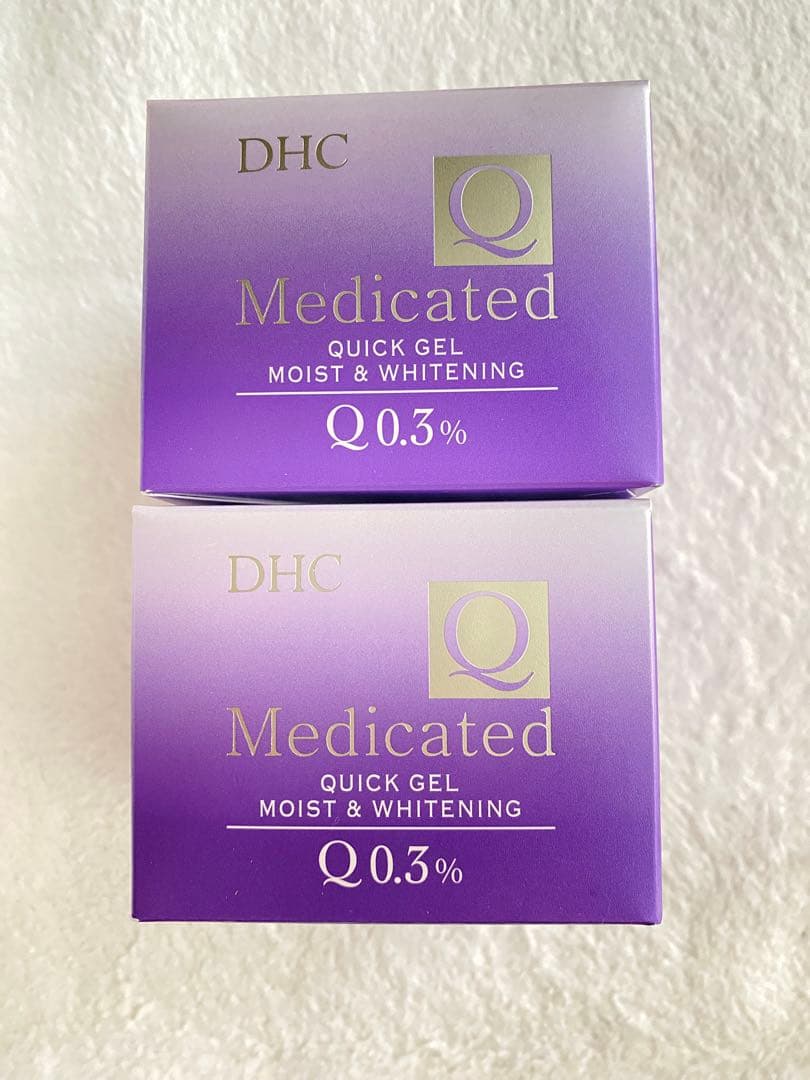 DHC
Q
Medicated
QUICK GEL
MOIST & WHITENING
Q 0.3%
DHC
Q
Medicated
QUICK GEL
MOIST & WHITENING
Q 0.3%